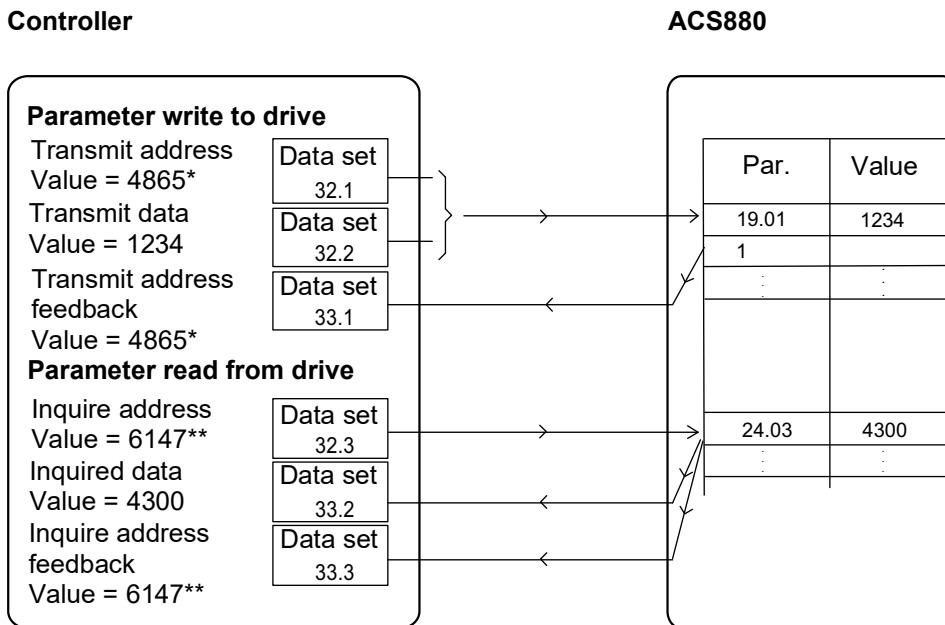 Controller
ACS880
Parameter write to drive
Transmit address
Value = 4865*
Data set
32.1
Transmit data
Value = 1234
Data set
32.2
Transmit address
feedback
Value = 4865*
Data set
33.1
Parameter read from drive
Inquire address
Value = 6147**
Data set
32.3
Inquired data
Value = 4300
Data set
33.2
Inquire address
feedback
Value = 6147**
Data set
33.3
Par. Value
19.01 1234
1
24.03 4300